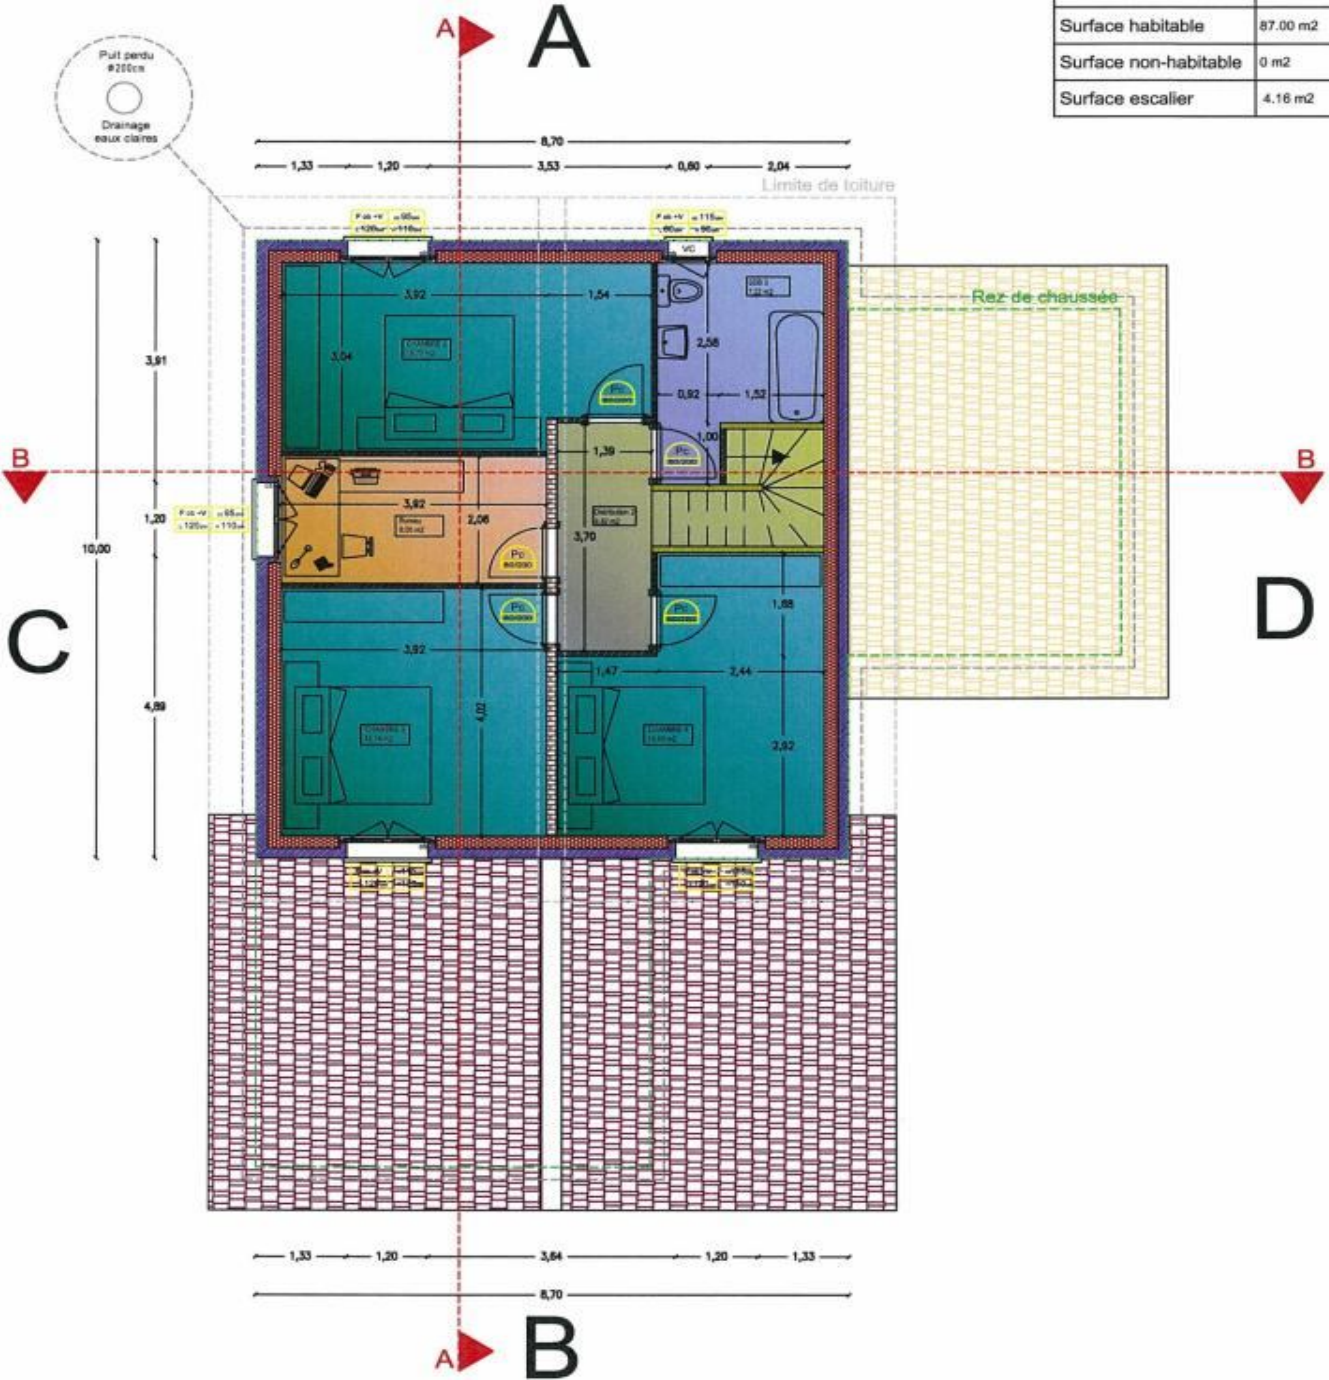 A
A
Surface habitable 87.00 m2
Surface non-habitable 0 m2
Surface escalier 4.16 m2
Puit perdu
ø200cm
Drainage
eaux claires
8,70
1,33 1,20 3,53 0,60 2,04
Limite de toiture
VC
3,92 1,54
Rez de chaussée
3,04
2,58
3,91
0,92 1,52
Pc
1,00
1,39
Pc
B
B
3,92
2,06
1,20
10,00
Bureau
3,70
Pc
80/200
Pc
Pc
1,68
3,92
1,47 2,44
C
D
4,89
4,02
2,92
1,33 1,20 3,64 1,20 1,33
8,70
A
B